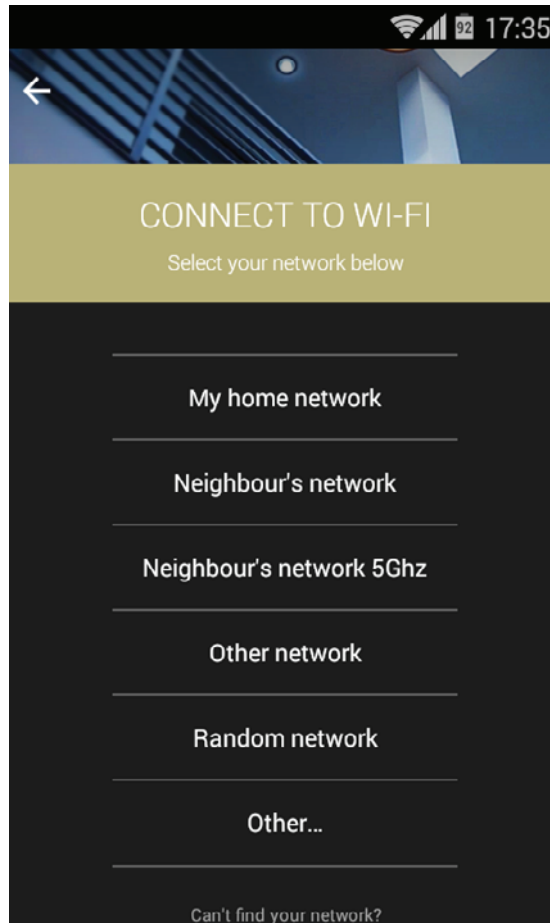 92 17:35
CONNECT TO WI-FI
Select your network below
My home network
Neighbour's network
Neighbour's network 5Ghz
Other network
Random network
Other...
Can't find your network?